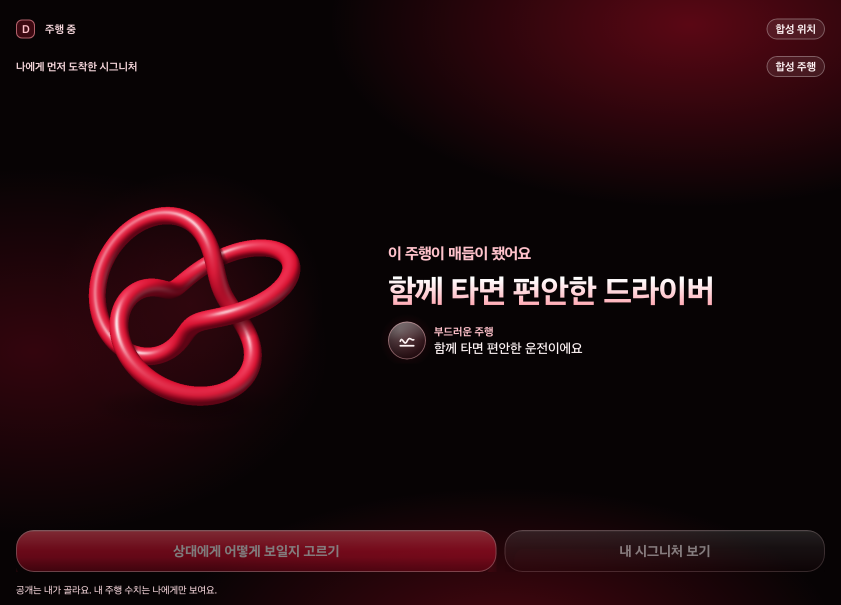 D 주행 중
합성 위치
나에게 먼저 도착한 시그니처
합성 주행
이 주행이 매듭이 됐어요
함께 타면 편안한 드라이버
부드러운 주행
함께 타면 편안한 운전이에요
상대에게 어떻게 보일지 고르기
내 시그니처 보기
공개는 내가 골라요. 내 주행 수치는 나에게만 보여요.